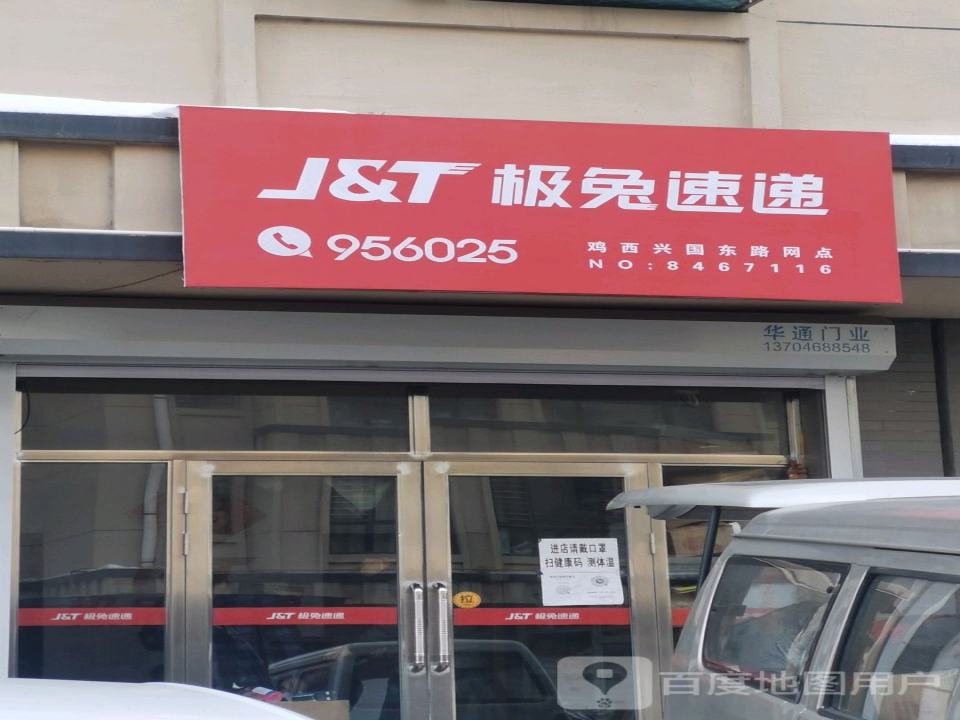 J&T 极兔速递
956025
鸡西兴国东路网点
NO:8467116
华通门业
13704688548
进店请戴口罩
扫健康码 测体温
拉
J&T 极兔速递
J&T 极兔速递
J&T 极兔速递
百度地图用户